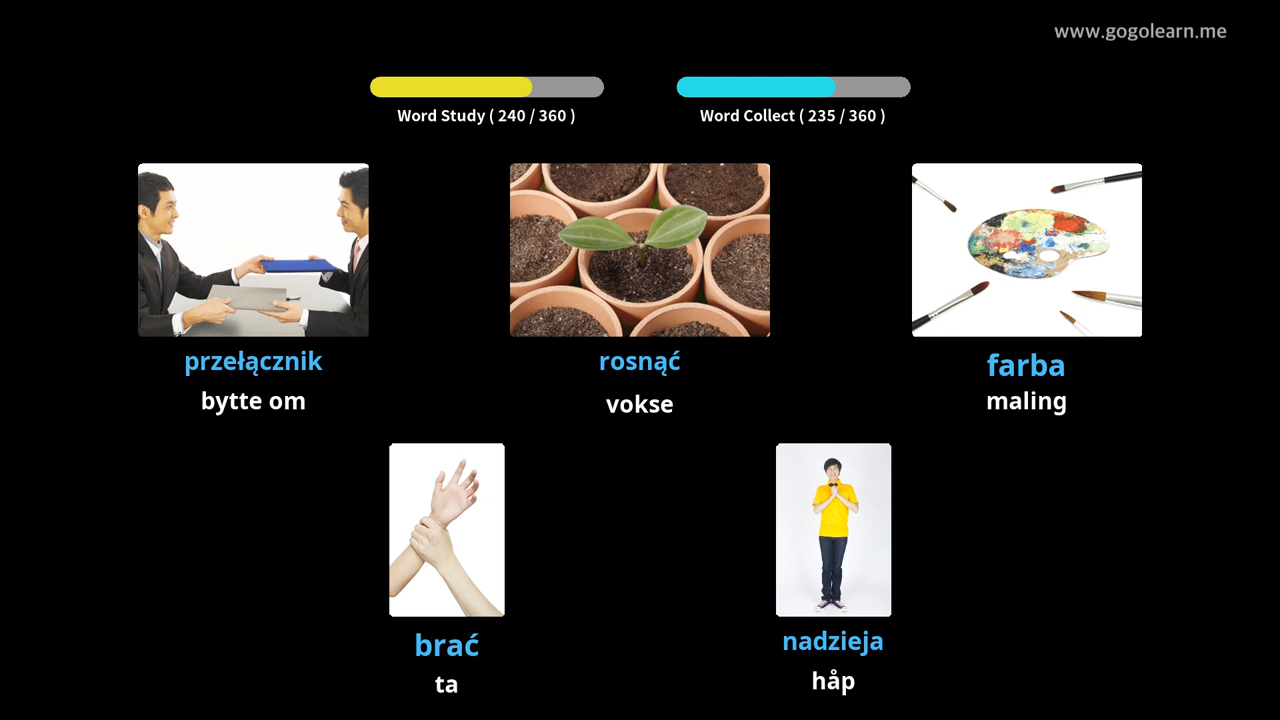 www.gogolearn.me
Word Study ( 240 / 360 )
Word Collect ( 235 / 360 )
przełącznik
bytte om
rosnąć
vokse
farba
maling
brać
ta
nadzieja
håp